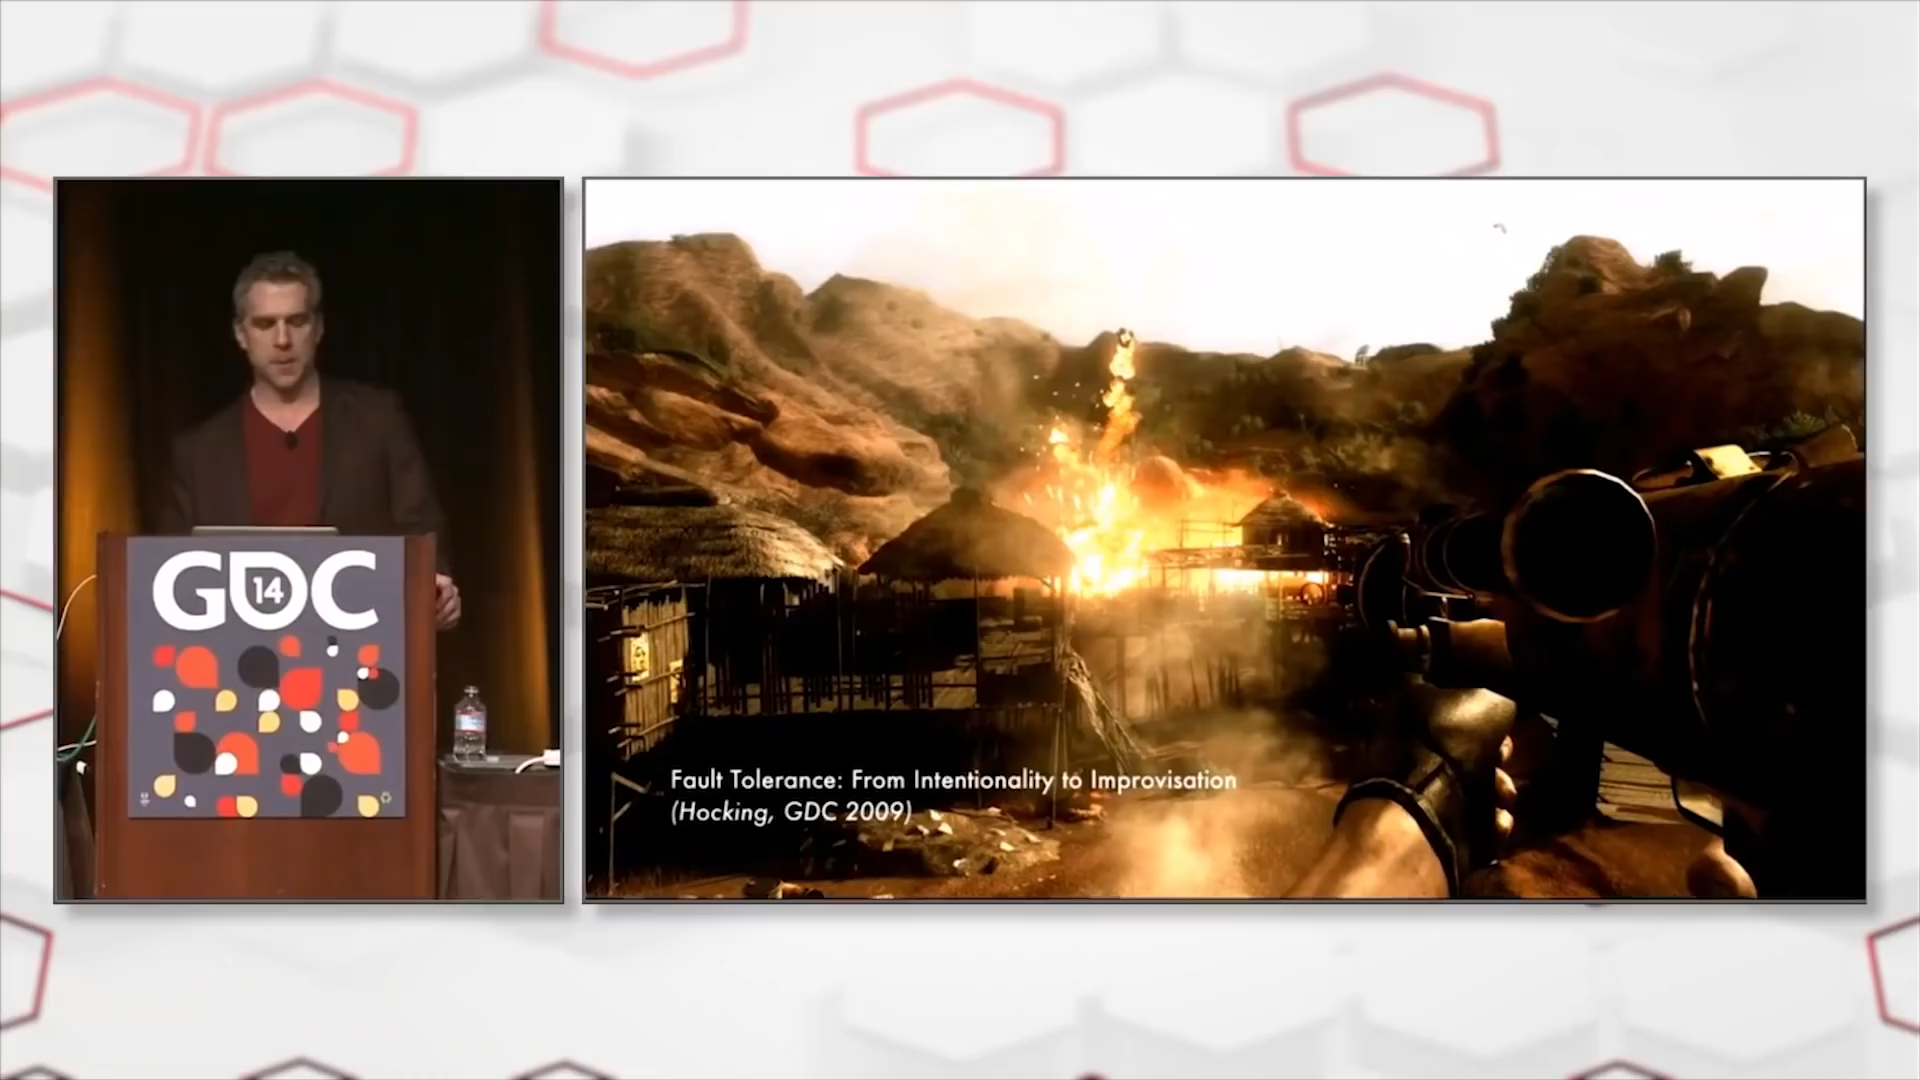 GDC
14
Fault Tolerance: From Intentionality to Improvisation
(Hocking, GDC 2009)